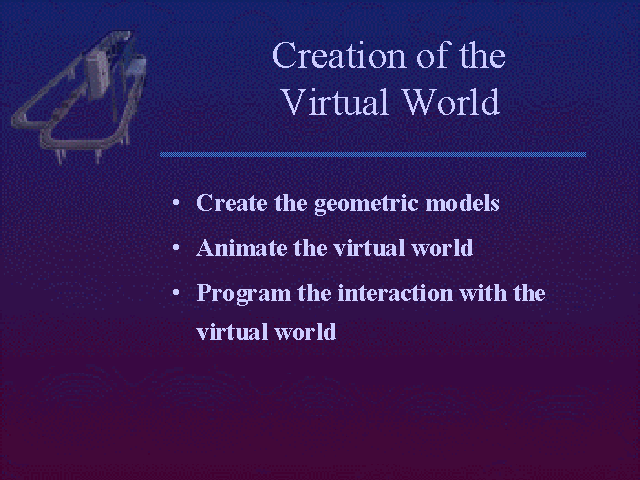 Creation of the
Virtual World
• Create the geometric models
• Animate the virtual world
• Program the interaction with the
virtual world